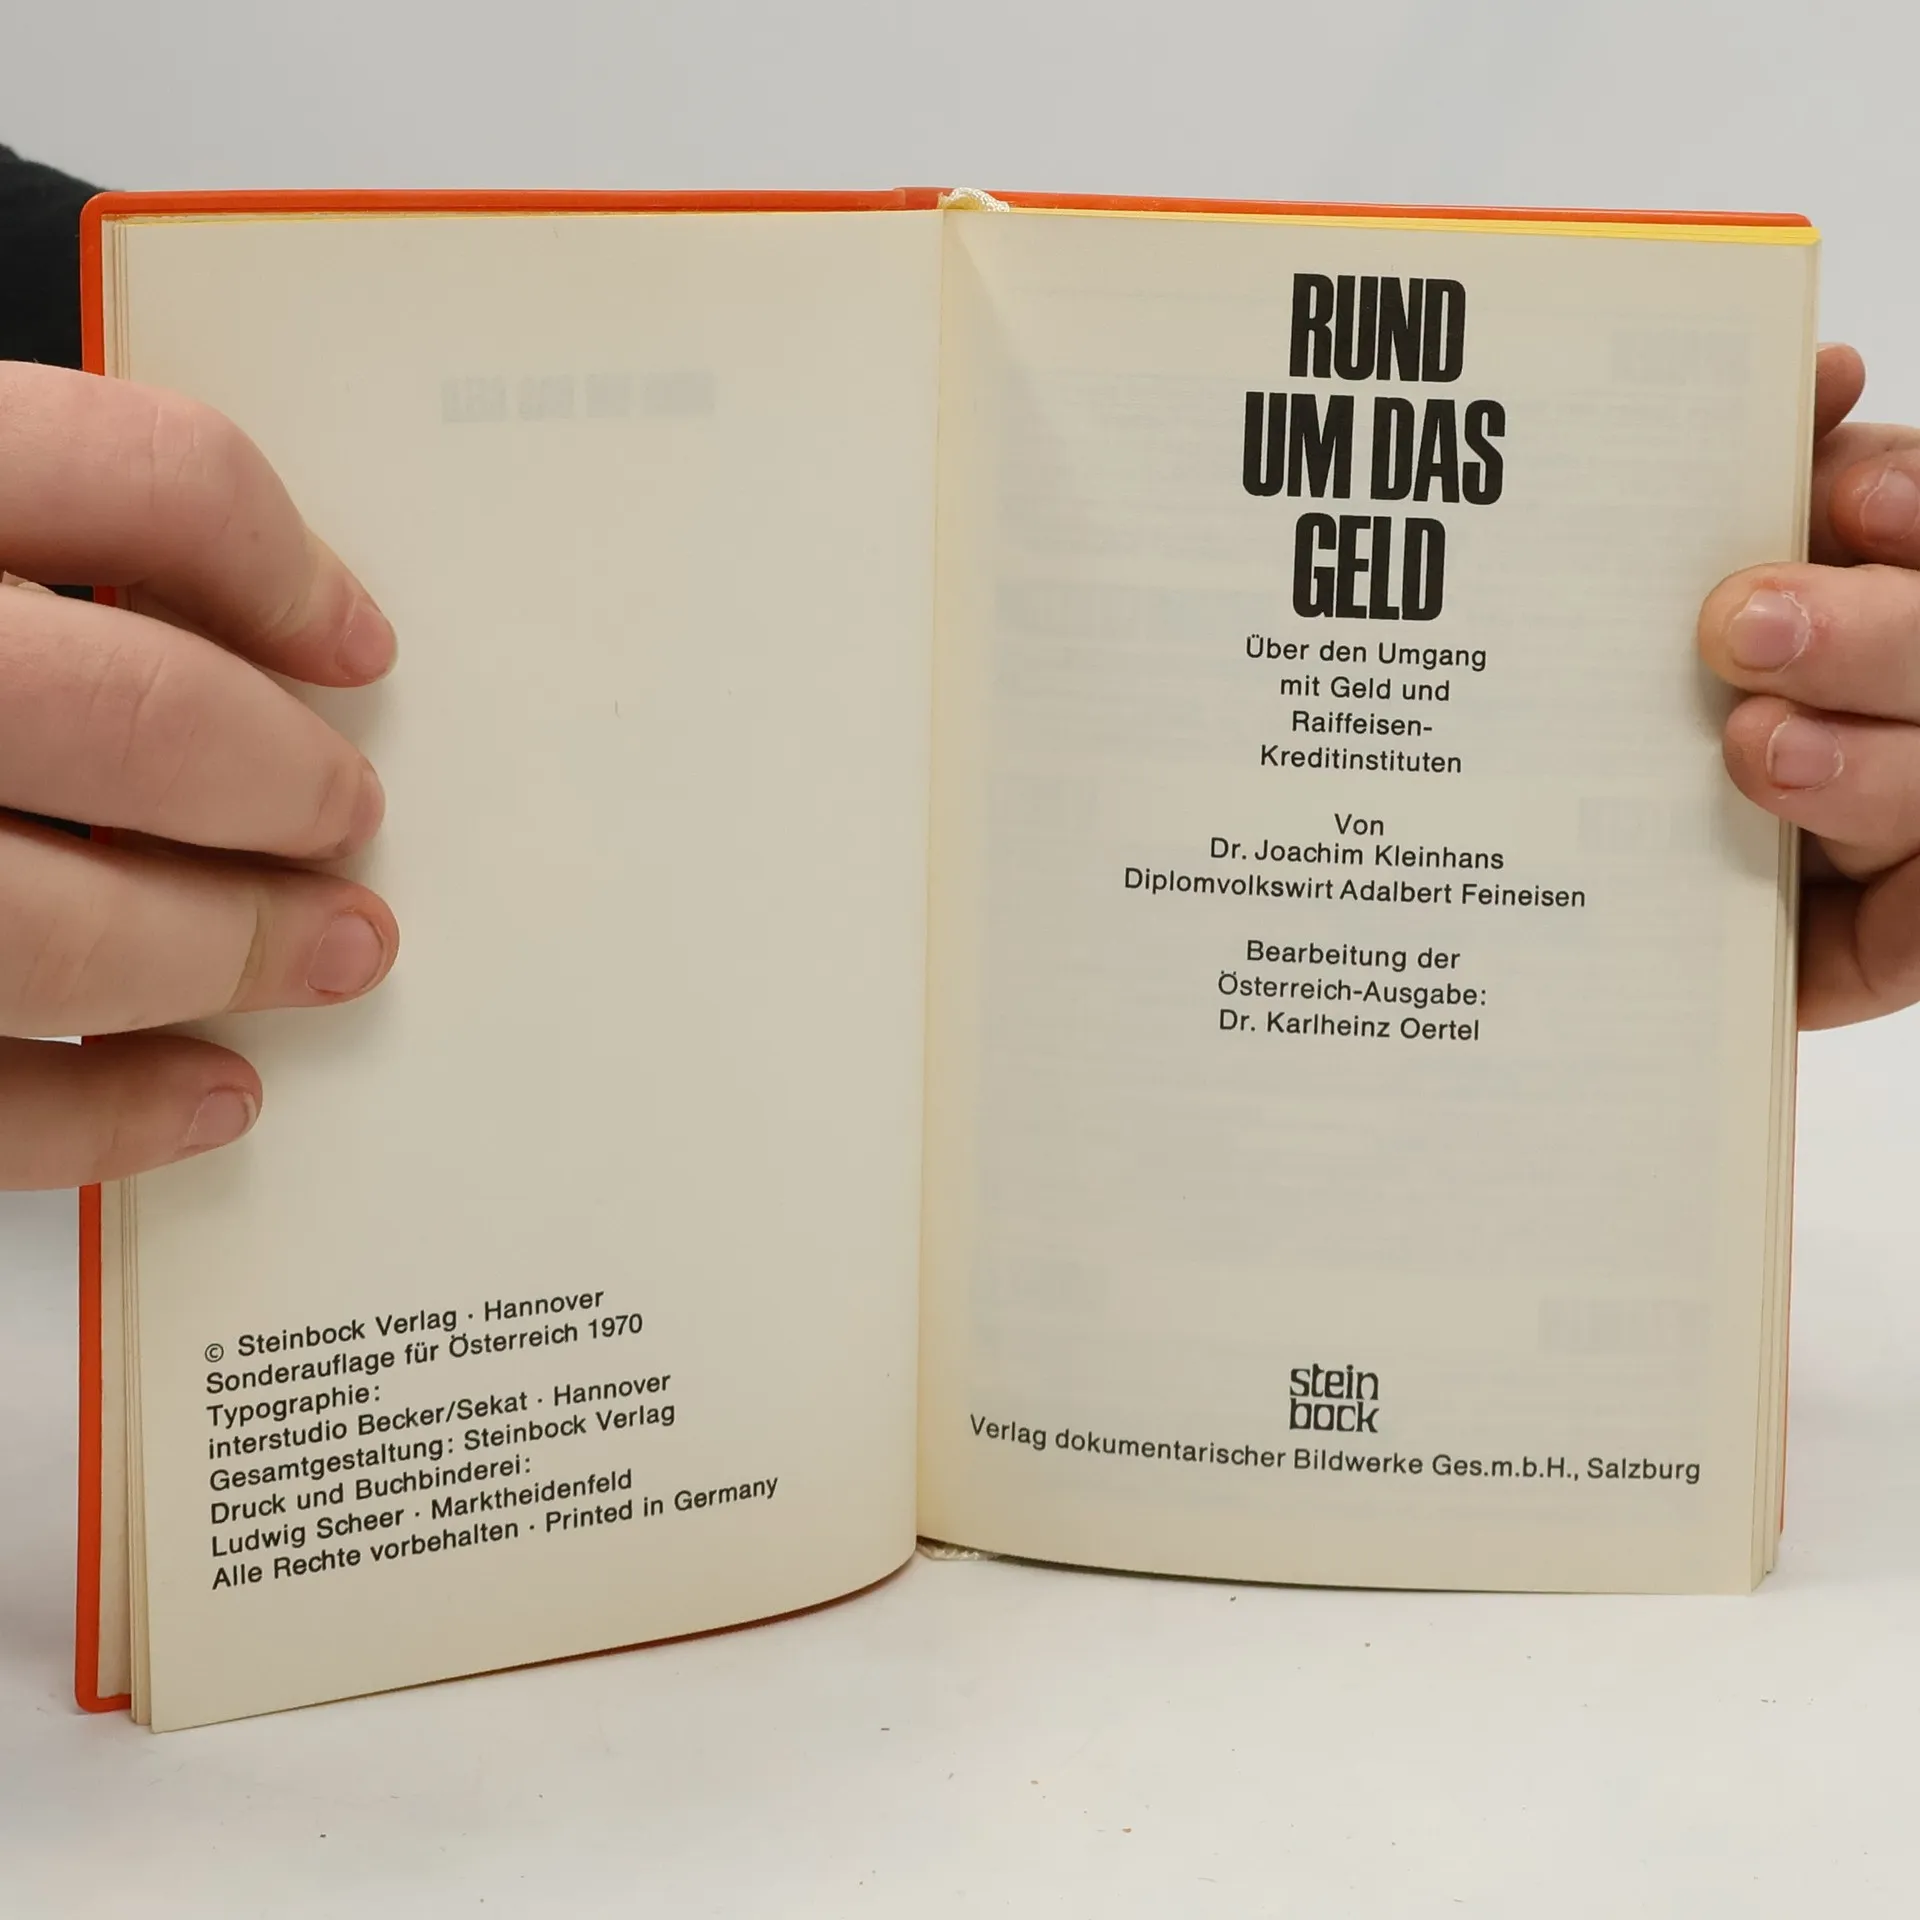 © Steinbock Verlag · Hannover
Sonderauflage für Österreich 1970
Typographie:
interstudio Becker/Sekat · Hannover
Gesamtgestaltung: Steinbock Verlag
Druck und Buchbinderei:
Ludwig Scheer · Marktheidenfeld
Alle Rechte vorbehalten · Printed in Germany
RUND
UM DAS
GELD
Über den Umgang
mit Geld und
Raiffeisen-
Kreditinstituten
Von
Dr. Joachim Kleinhans
Diplomvolkswirt Adalbert Feineisen
Bearbeitung der
Österreich-Ausgabe:
Dr. Karlheinz Oertel
stein
bock
Verlag dokumentarischer Bildwerke Ges.m.b.H., Salzburg